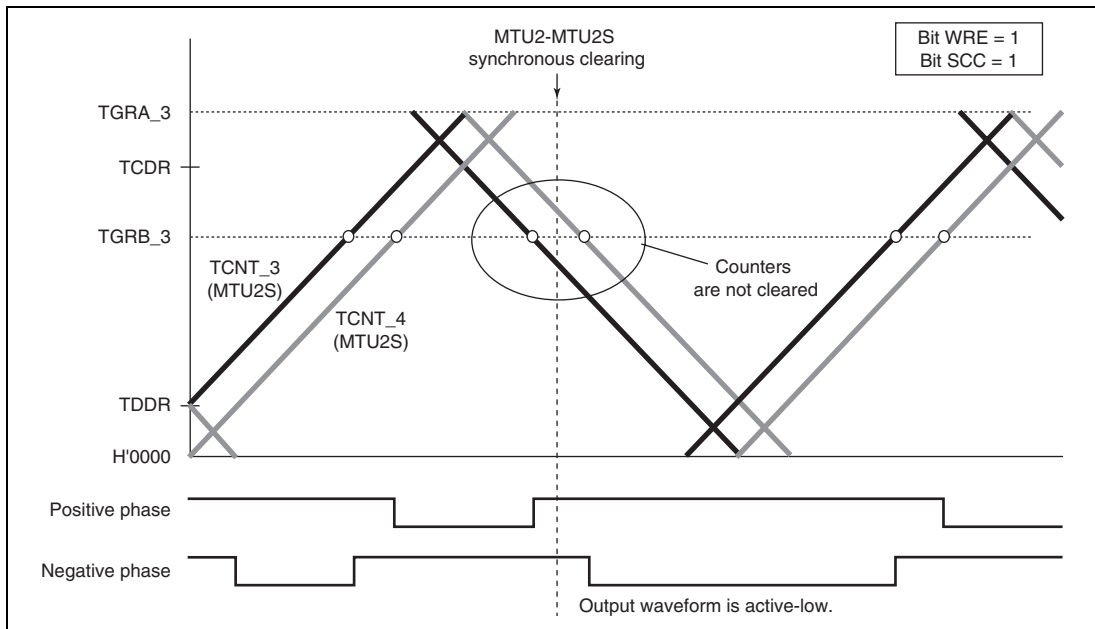 MTU2-MTU2S
synchronous clearing
Bit WRE = 1
Bit SCC = 1
TGRA_3
TCDR
TGRB_3
TCNT_3
(MTU2S)
TCNT_4
(MTU2S)
Counters
are not cleared
TDDR
H'0000
Positive phase
Negative phase
Output waveform is active-low.